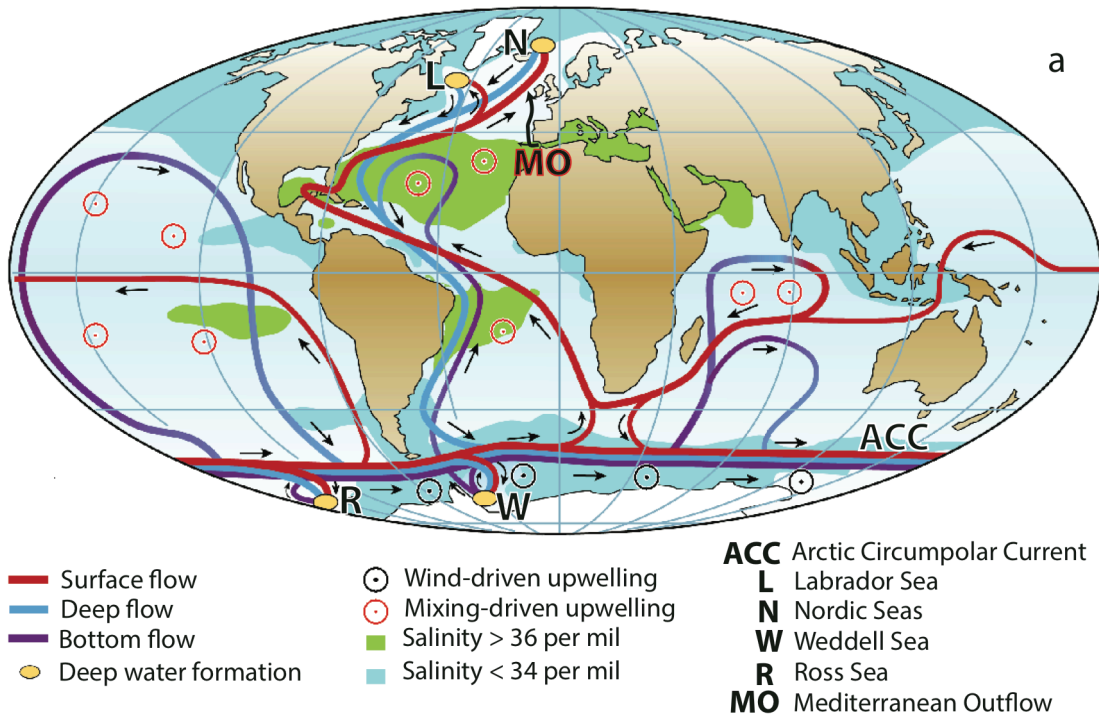 a
N
L
MO
ACC
R
W
Surface flow
Deep flow
Bottom flow
Deep water formation
Wind-driven upwelling
Mixing-driven upwelling
Salinity > 36 per mil
Salinity < 34 per mil
ACC Arctic Circumpolar Current
L Labrador Sea
N Nordic Seas
W Weddell Sea
R Ross Sea
MO Mediterranean Outflow